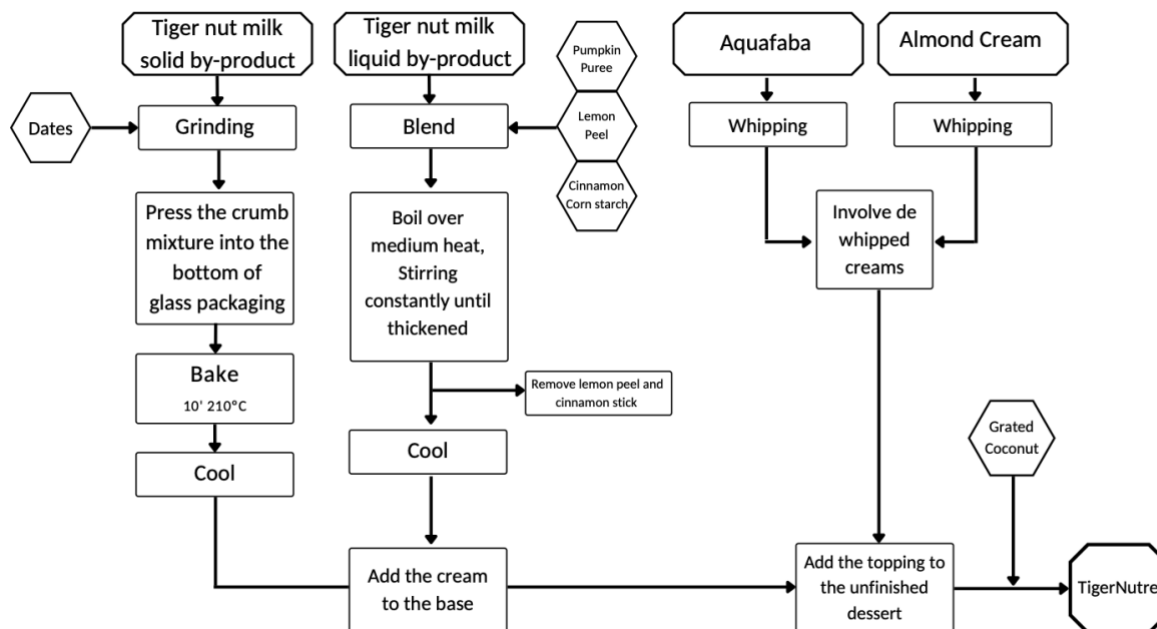 Tiger nut milk
solid by-product
Tiger nut milk
liquid by-product
Pumpkin
Puree
Aquafaba
Almond Cream
Dates
Grinding
Blend
Lemon
Peel
Whipping
Whipping
Cinnamon
Corn starch
Press the crumb
mixture into the
bottom of
glass packaging
Boil over
medium heat,
Stirring
constantly until
thickened
Involve de
whipped
creams
Bake
10' 210ºC
Remove lemon peel and
cinnamon stick
Cool
Cool
Grated
Coconut
Add the cream
to the base
Add the topping to
the unfinished
dessert
TigerNutre